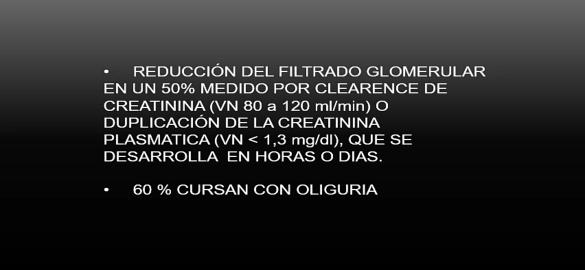 • REDUCCIÓN DEL FILTRADO GLOMERULAR
EN UN 50% MEDIDO POR CLEARENCE DE
CREATININA (VN 80 a 120 ml/min) O
DUPLICACIÓN DE LA CREATININA
PLASMATICA (VN < 1,3 mg/dl), QUE SE
DESARROLLA EN HORAS O DIAS.
• 60 % CURSAN CON OLIGURIA